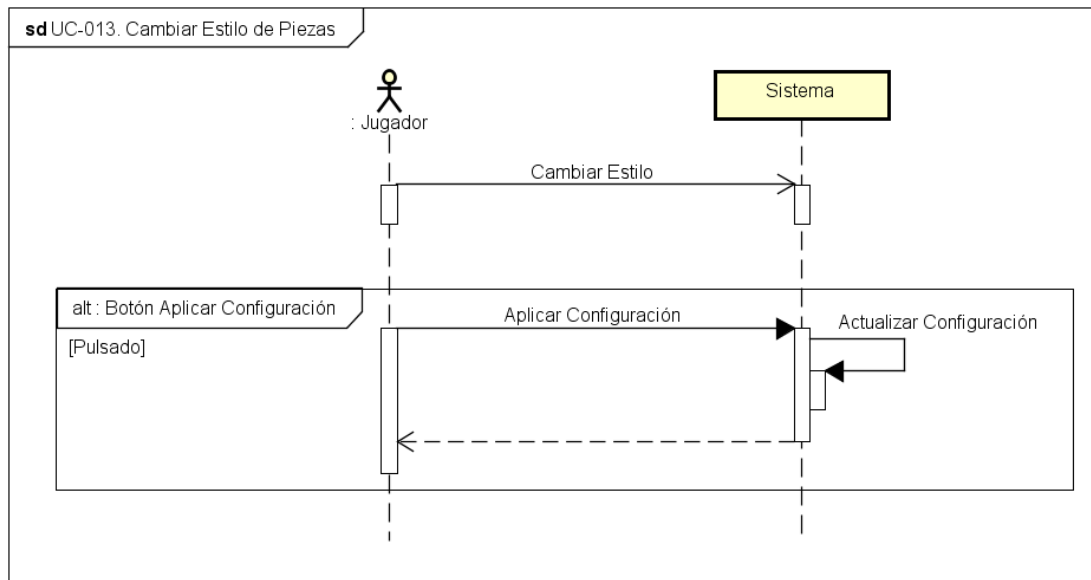 sd UC-013. Cambiar Estilo de Piezas
: Jugador
Sistema
Cambiar Estilo
alt : Botón Aplicar Configuración
[Pulsado]
Aplicar Configuración
Actualizar Configuración